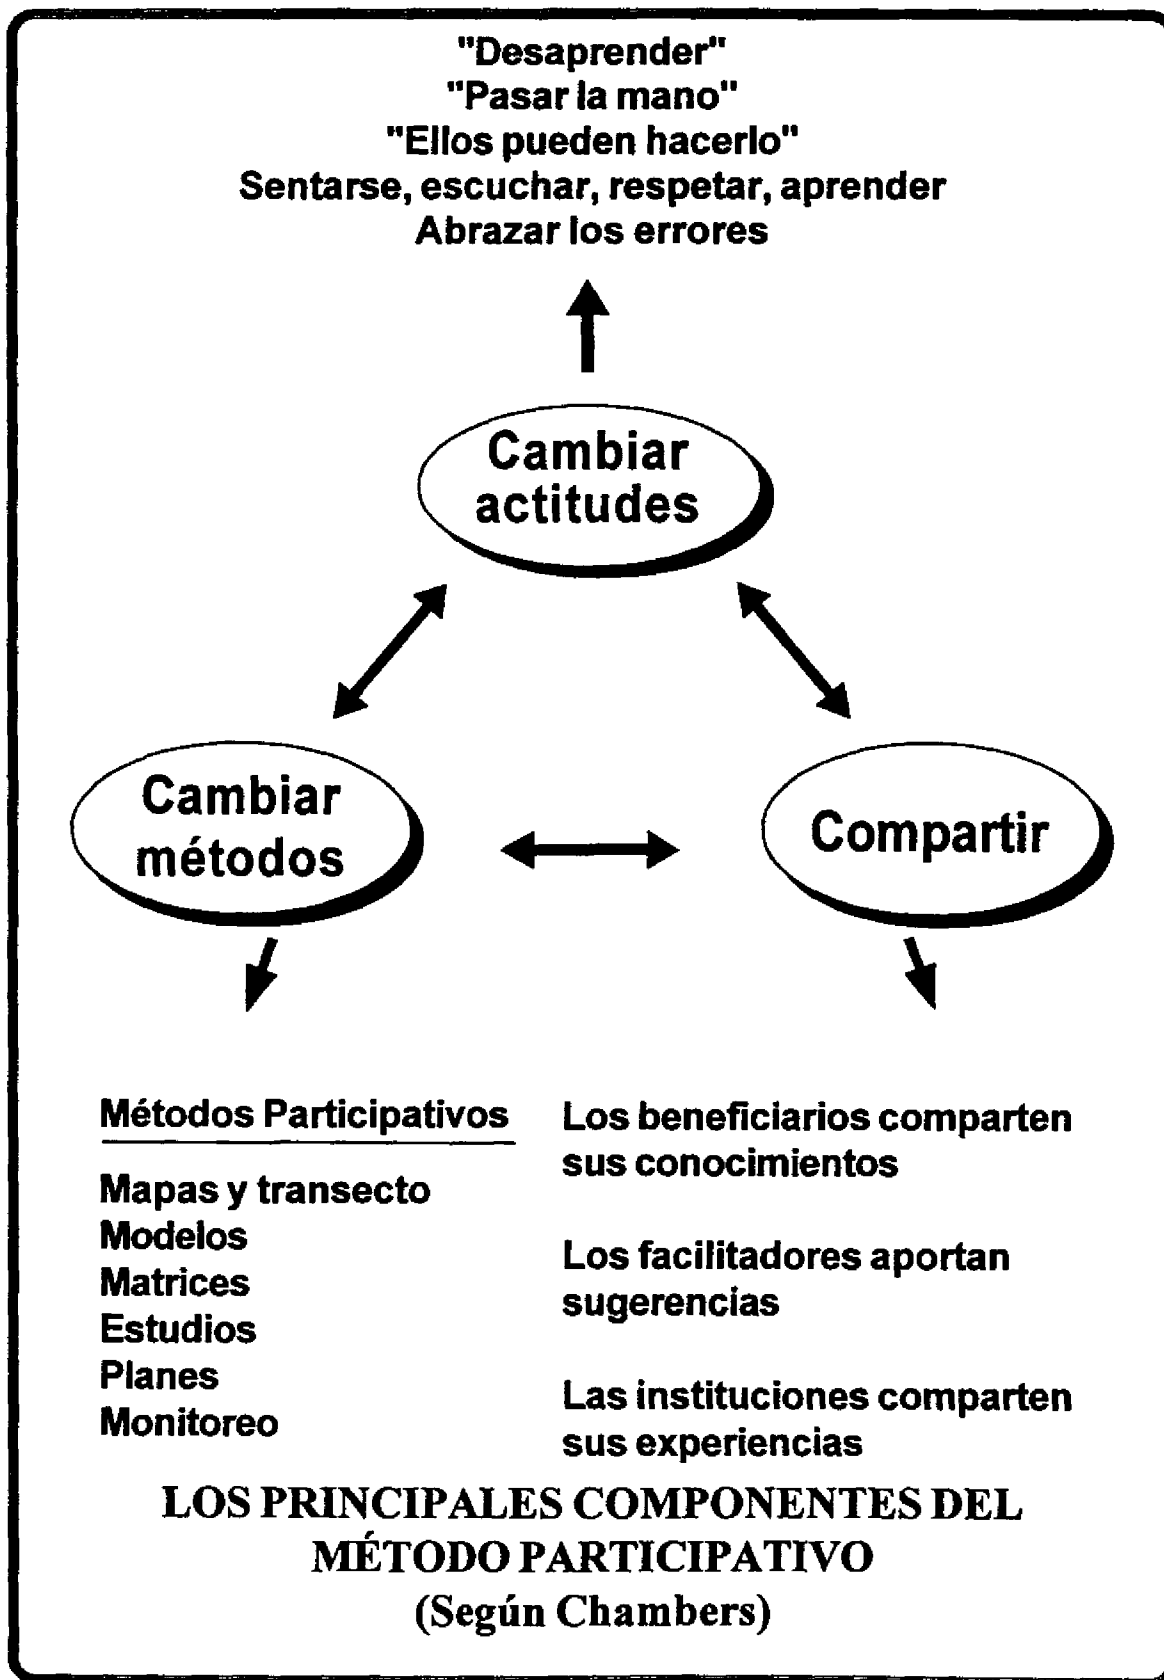 "Desaprender"
"Pasar la mano"
"Ellos pueden hacerlo"
Sentarse, escuchar, respetar, aprender
Abrazar los errores
Cambiar
actitudes
Cambiar
métodos
Compartir
Métodos Participativos
Mapas y transecto
Modelos
Matrices
Estudios
Planes
Monitoreo
Los beneficiarios comparten
sus conocimientos
Los facilitadores aportan
sugerencias
Las instituciones comparten
sus experiencias
LOS PRINCIPALES COMPONENTES DEL
MÉTODO PARTICIPATIVO
(Según Chambers)